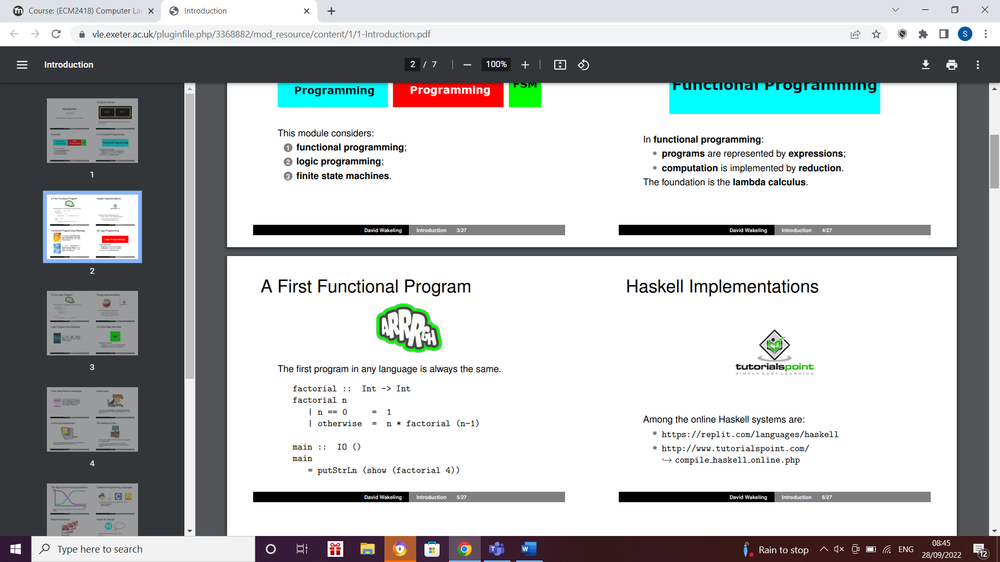 Course: (ECM2418) Computer Lar
Introduction
vle.exeter.ac.uk/pluginfile.php/3368882/mod_resource/content/1/1-Introduction.pdf
S
Introduction
2 / 7
100%
1
2
3
4
Programming
Programming
FSM
Functional Programming
This module considers:
1 functional programming;
2 logic programming;
3 finite state machines.
David Wakeling Introduction 3/27
In functional programming:
• programs are represented by expressions;
• computation is implemented by reduction.
The foundation is the lambda calculus.
David Wakeling Introduction 4/27
A First Functional Program
ARRRGH
The first program in any language is always the same.
factorial :: Int -> Int
factorial n
| n == 0 = 1
| otherwise = n * factorial (n-1)
main :: IO ()
main
= putStrLn (show (factorial 4))
David Wakeling Introduction 5/27
Haskell Implementations
tutorialspoint
SIMPLY EASY LEARNING
Among the online Haskell systems are:
• https://replit.com/languages/haskell
• http://www.tutorialspoint.com/
↪ compile_haskell_online.php
David Wakeling Introduction 6/27
Type here to search
Rain to stop
ENG
08:45
28/09/2022
12